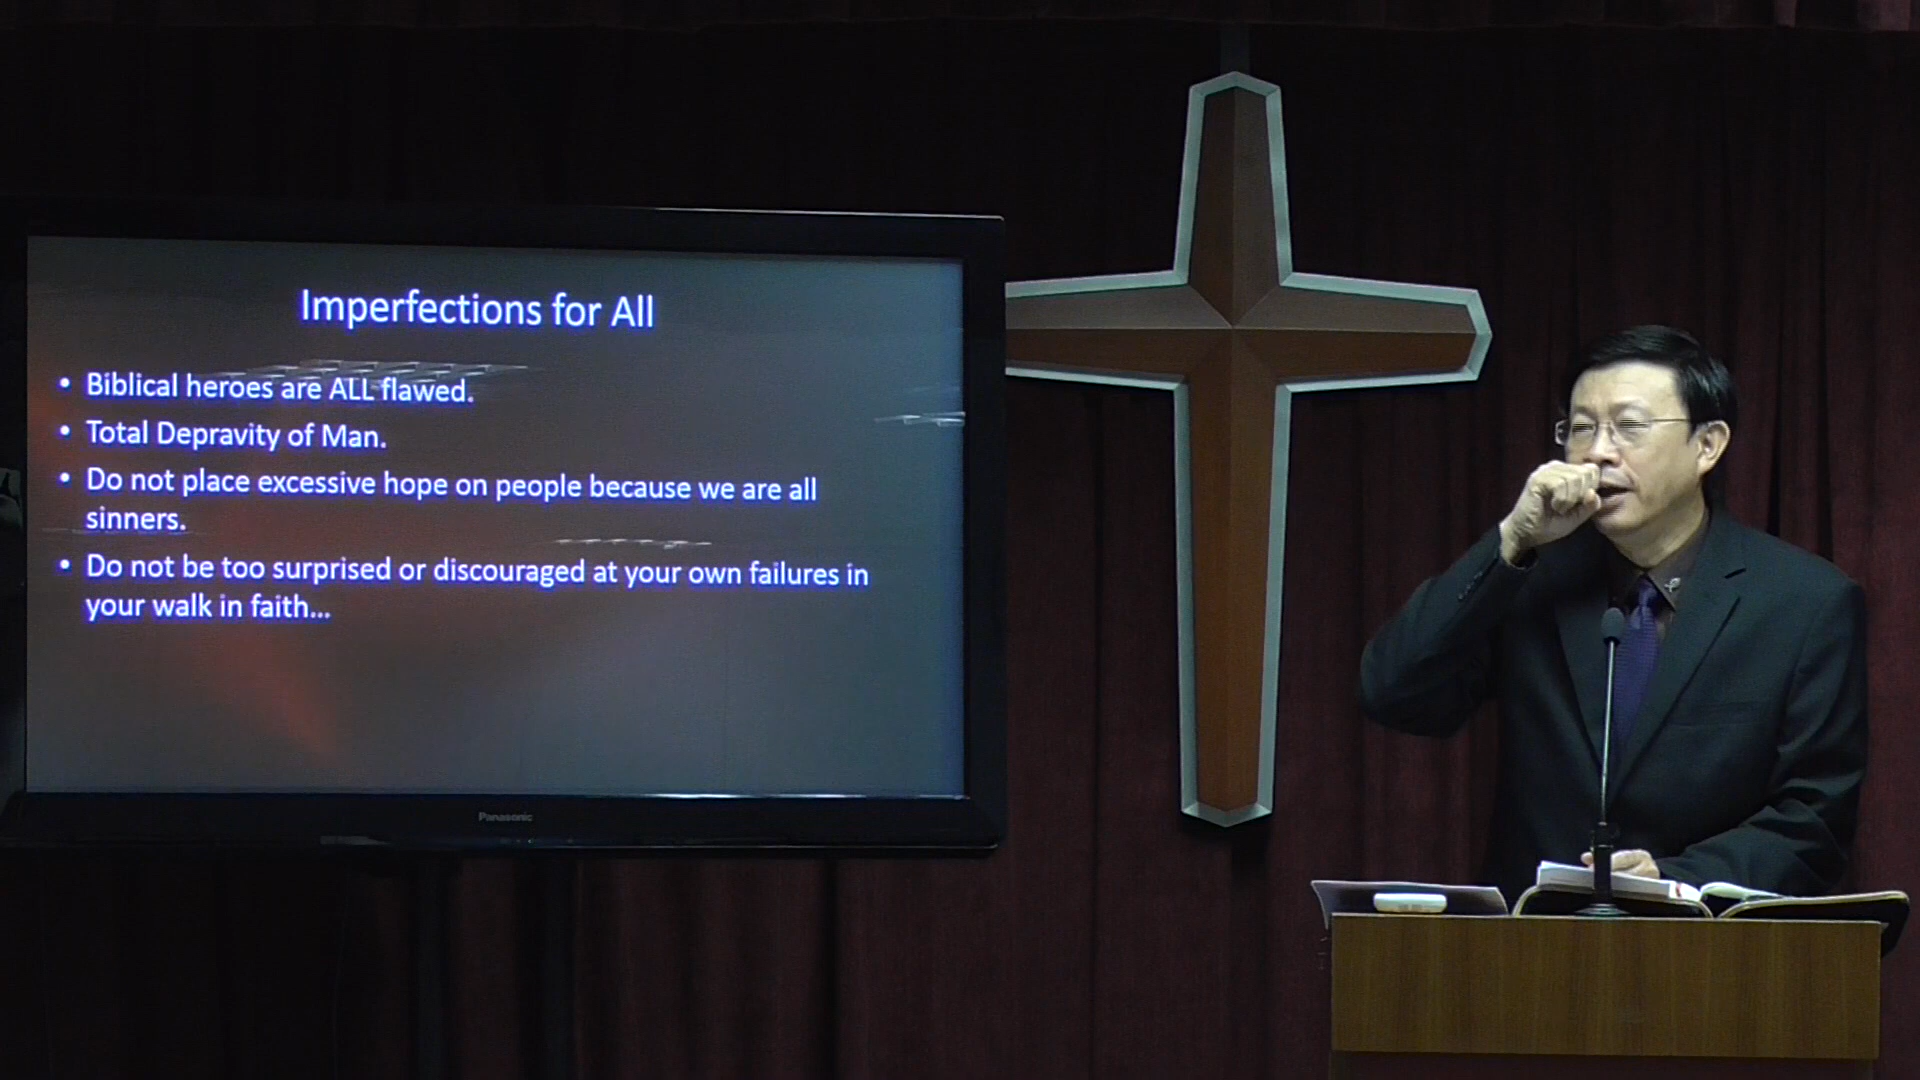 Imperfections for All
• Biblical heroes are ALL flawed.
• Total Depravity of Man.
• Do not place excessive hope on people because we are all
sinners.
• Do not be too surprised or discouraged at your own failures in
your walk in faith...
Panasonic